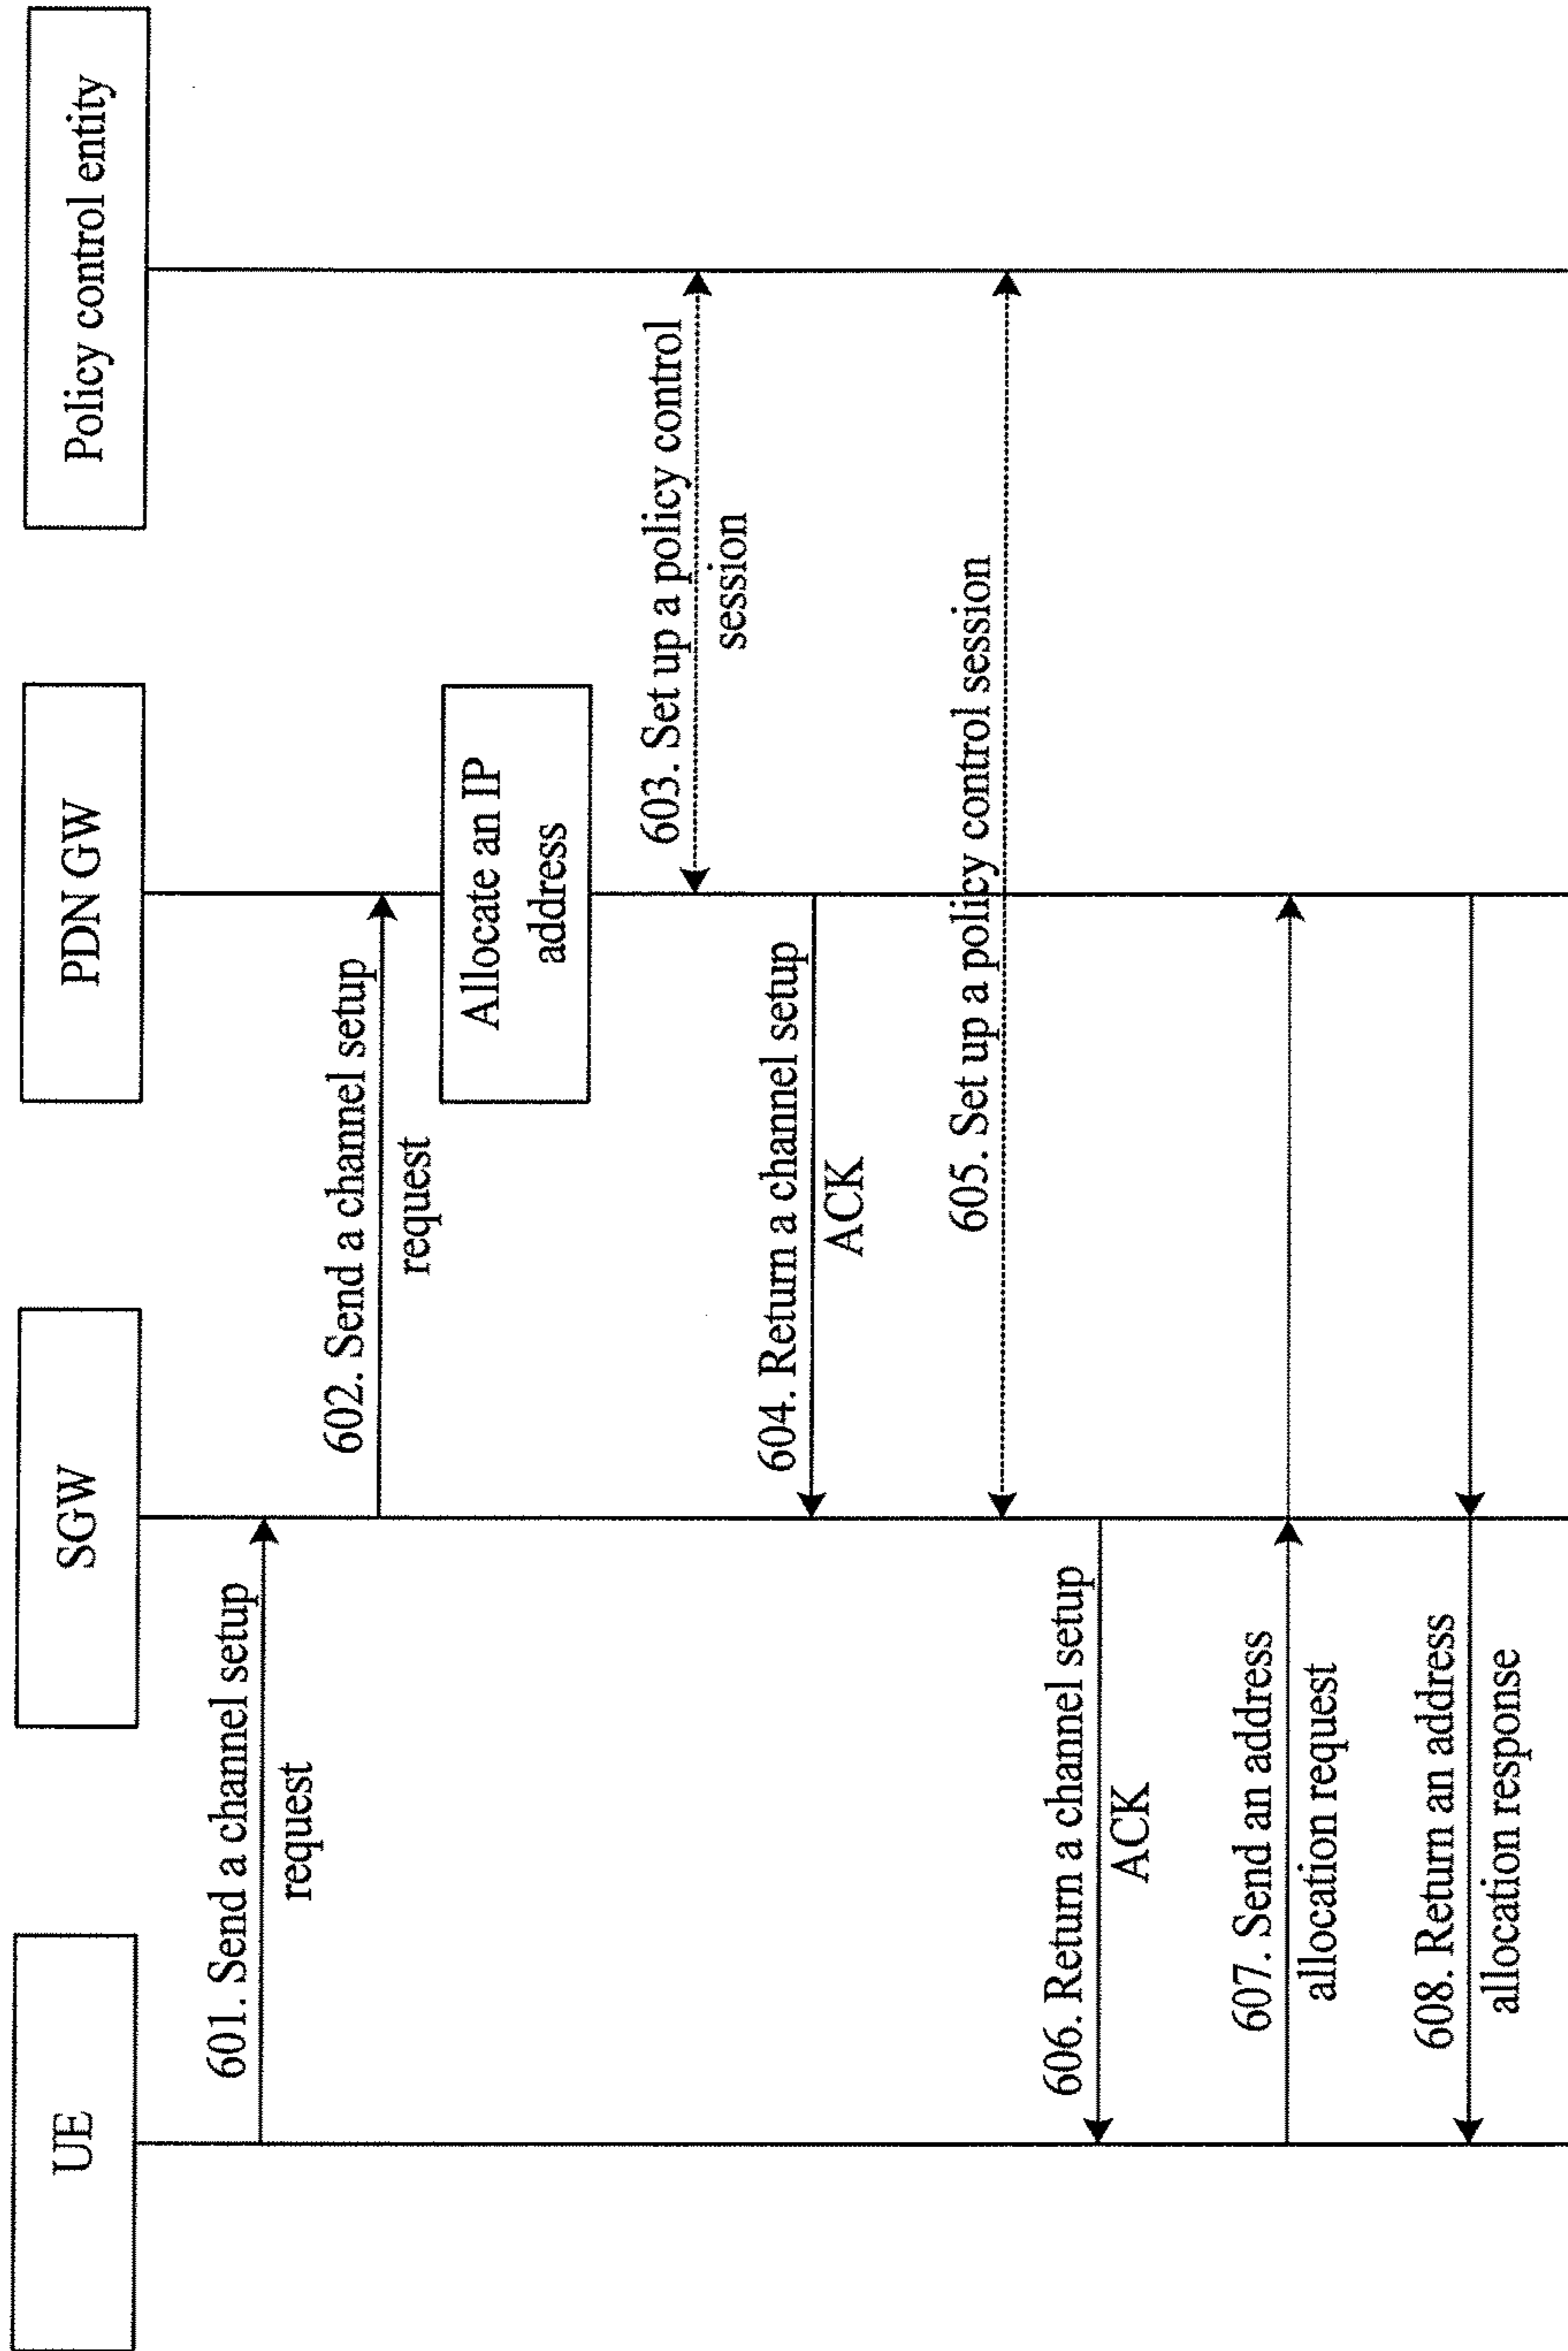 UE
SGW
PDN GW
Policy control entity
601. Send a channel setup
request
602. Send a channel setup
request
Allocate an IP
address
603. Set up a policy control
session
604. Return a channel setup
ACK
605. Set up a policy control session
606. Return a channel setup
ACK
607. Send an address
allocation request
608. Return an address
allocation response